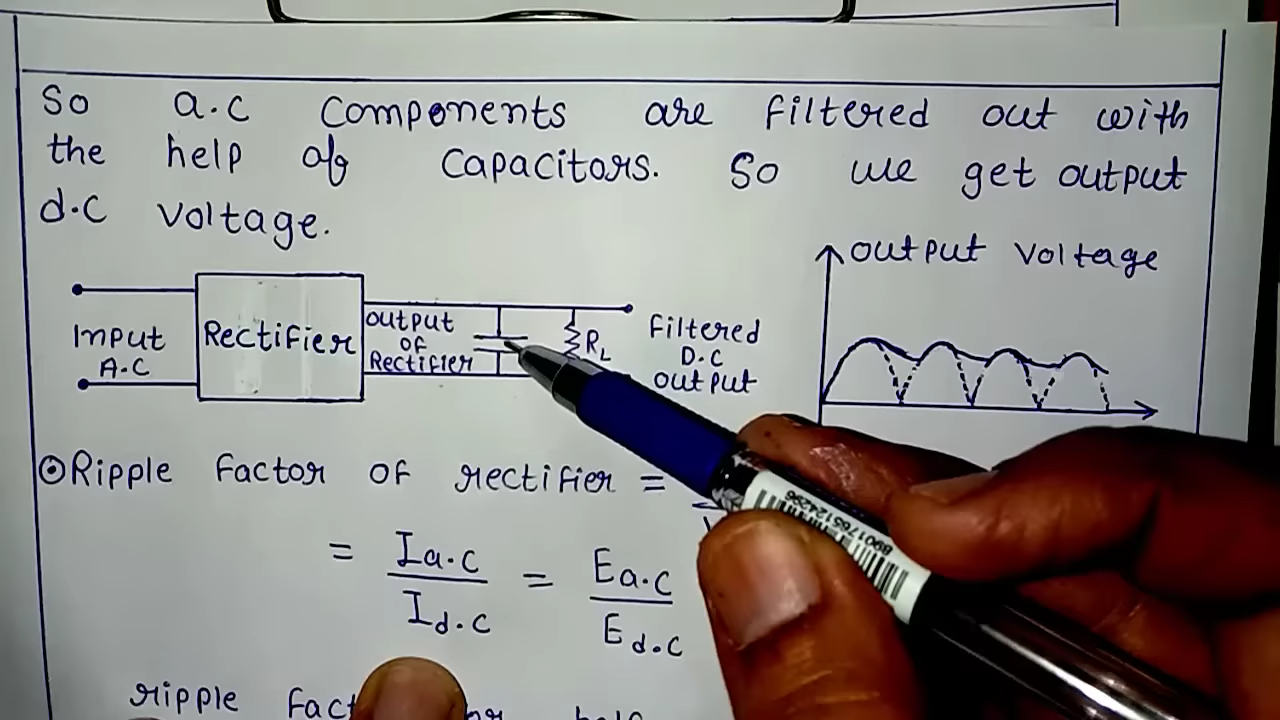 So a.c components are filtered out with
the help of capacitors. So we get output
d.c voltage.
output voltage
Input
A.C
Rectifier
output
of
Rectifier
RL
Filtered
D.C
output
Ripple Factor of rectifier =
= Ia.c / Id.c = Ea.c / Ed.c
ripple
8901765124296